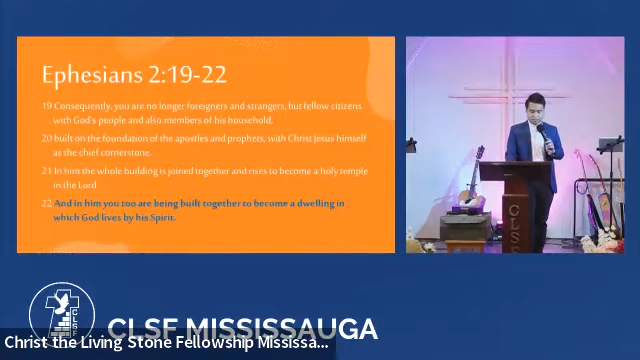 Ephesians 2:19-22
19 Consequently, you are no longer foreigners and strangers, but fellow citizens
with God's people and also members of his household,
20 built on the foundation of the apostles and prophets, with Christ Jesus himself
as the chief cornerstone.
21 In him the whole building is joined together and rises to become a holy temple
in the Lord
22 And in him you too are being built together to become a dwelling in
which God lives by his Spirit.
CLSF
CLSF
CLSF MISSISSAUGA
Christ the Living Stone Fellowship Mississa...